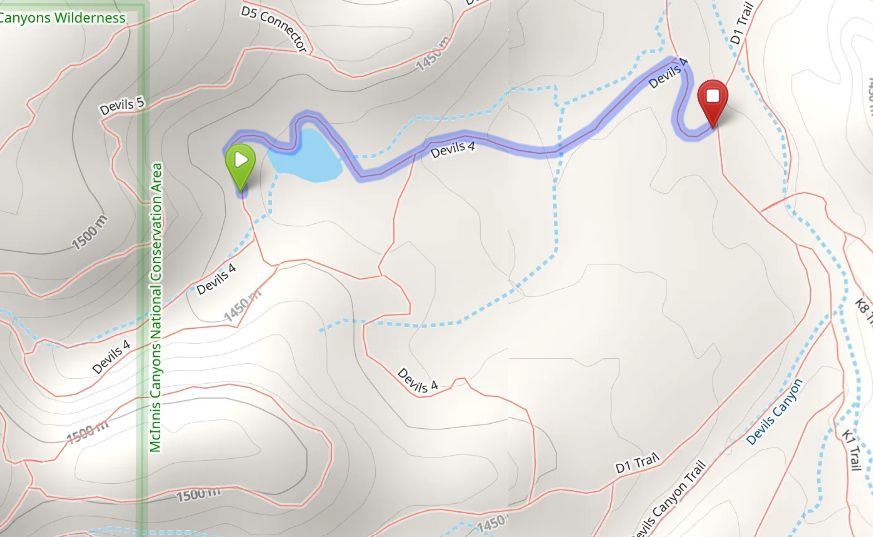 Canyons Wilderness
D5 Connector
D1 Trail
1450 m
Devils 4
Devils 5
Devils 4
McInnis Canyons National Conservation Area
1500 m
Devils 4
1450 m
Devils 4
Devils 4
1500 m
1500 m
D1 Trail
Devils Canyon
Devils Canyon Trail
K1 Trail
1450